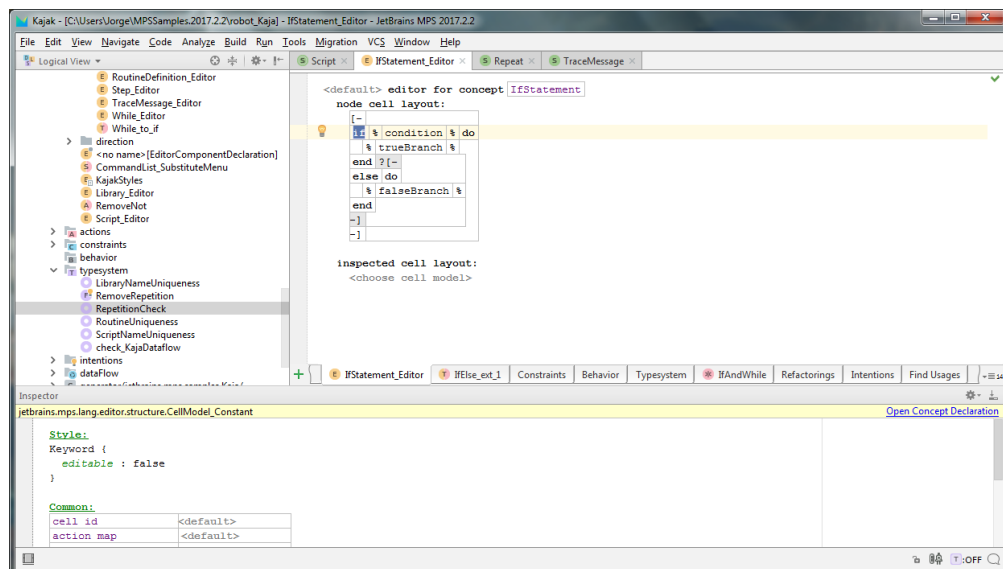 Kajak - [C:\Users\Jorge\MPSSamples.2017.2.2\robot_Kaja] - IfStatement_Editor - JetBrains MPS 2017.2.2
File Edit View Navigate Code Analyze Build Run Tools Migration VCS Window Help
Logical View
Script IfStatement_Editor Repeat TraceMessage
RoutineDefinition_Editor
Step_Editor
TraceMessage_Editor
While_Editor
While_to_if
direction
<no name>[EditorComponentDeclaration]
CommandList_SubstituteMenu
KajakStyles
Library_Editor
RemoveNot
Script_Editor
actions
constraints
behavior
typesystem
LibraryNameUniqueness
RemoveRepetition
RepetitionCheck
RoutineUniqueness
ScriptNameUniqueness
check_KajaDataflow
intentions
dataFlow
<default> editor for concept IfStatement
node cell layout:
[-
if % condition % do
% trueBranch %
end ?[-
else do
% falseBranch %
end
-]
-]
inspected cell layout:
<choose cell model>
+ IfStatement_Editor IfElse_ext_1 Constraints Behavior Typesystem IfAndWhile Refactorings Intentions Find Usages 14
Inspector
jetbrains.mps.lang.editor.structure.CellModel_Constant Open Concept Declaration
Style:
Keyword {
editable : false
}
Common:
cell id <default>
action map <default>
T :OFF